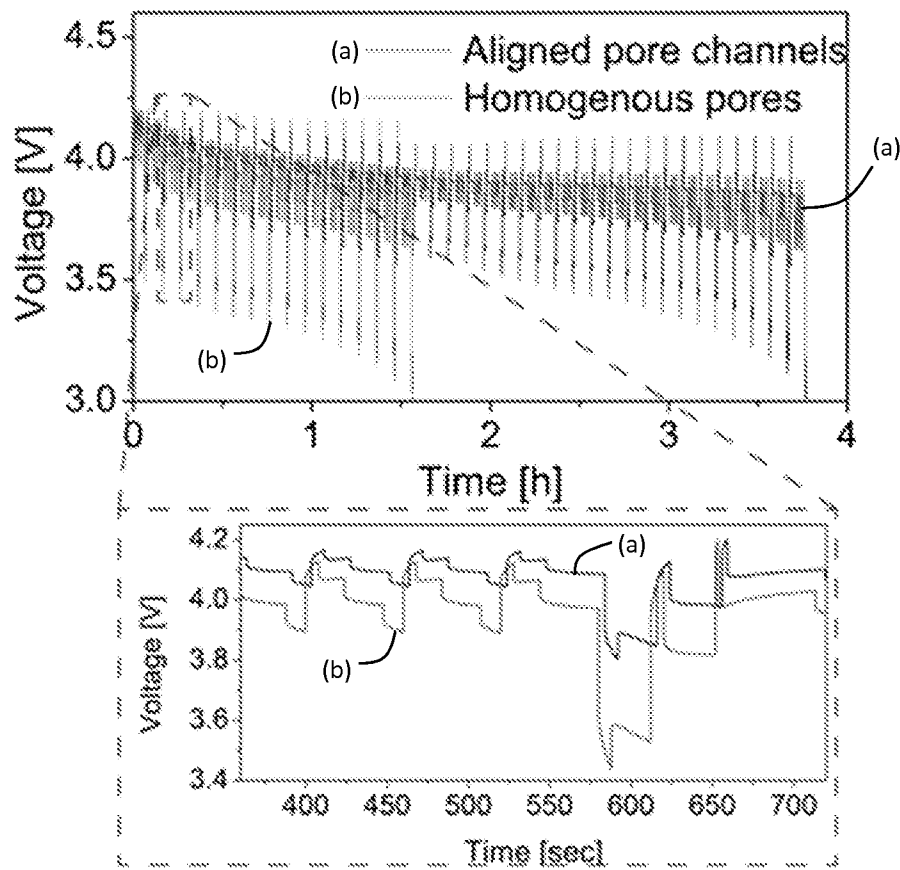 4.5
4.0
3.5
3.0
Voltage [V]
(a) Aligned pore channels
(b) Homogenous pores
(a)
(b)
0 1 2 3 4
Time [h]
4.2
4.0
3.8
3.6
3.4
Voltage [V]
(a)
(b)
400 450 500 550 600 650 700
Time [sec]